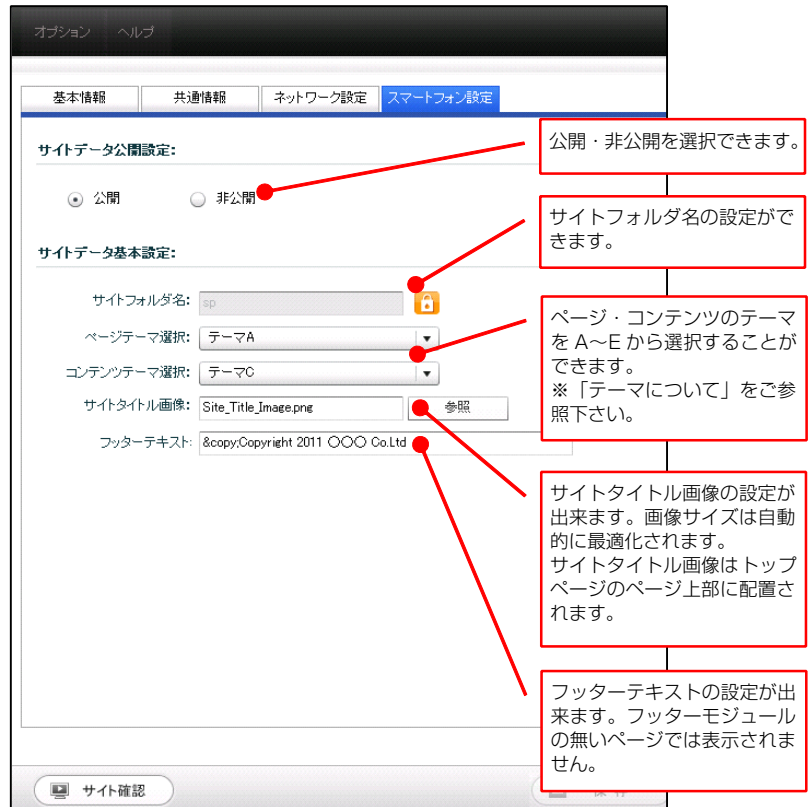 オプション ヘルプ
基本情報 共通情報 ネットワーク設定 スマートフォン設定
サイトデータ公開設定:
公開 非公開
サイトデータ基本設定:
サイトフォルダ名: sp
ページテーマ選択: テーマA
コンテンツテーマ選択: テーマC
サイトタイトル画像: Site_Title_Image.png 参照
フッターテキスト: &copy;Copyright 2011 〇〇〇 Co.Ltd
サイト確認
公開・非公開を選択できます。
サイトフォルダ名の設定がで
きます。
ページ・コンテンツのテーマ
を A～E から選択することが
できます。
※「テーマについて」をご参
照下さい。
サイトタイトル画像の設定が
出来ます。画像サイズは自動
的に最適化されます。
サイトタイトル画像はトップ
ページのページ上部に配置さ
れます。
フッターテキストの設定が出
来ます。フッターモジュール
の無いページでは表示されま
せん。